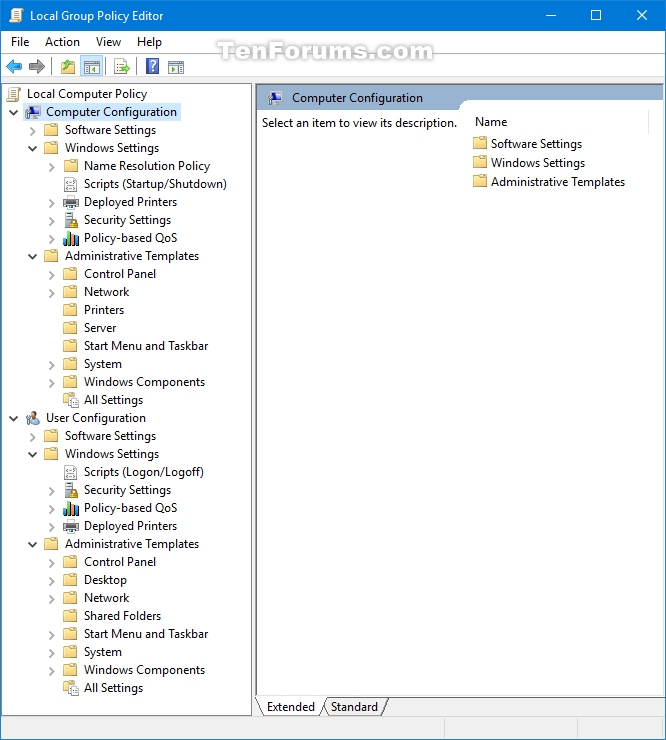 Local Group Policy Editor
File Action View Help
TenForums.com
Local Computer Policy
Computer Configuration
Software Settings
Windows Settings
Name Resolution Policy
Scripts (Startup/Shutdown)
Deployed Printers
Security Settings
Policy-based QoS
Administrative Templates
Control Panel
Network
Printers
Server
Start Menu and Taskbar
System
Windows Components
All Settings
User Configuration
Software Settings
Windows Settings
Scripts (Logon/Logoff)
Security Settings
Policy-based QoS
Deployed Printers
Administrative Templates
Control Panel
Desktop
Network
Shared Folders
Start Menu and Taskbar
System
Windows Components
All Settings
Computer Configuration
Select an item to view its description.
Name
Software Settings
Windows Settings
Administrative Templates
Extended Standard